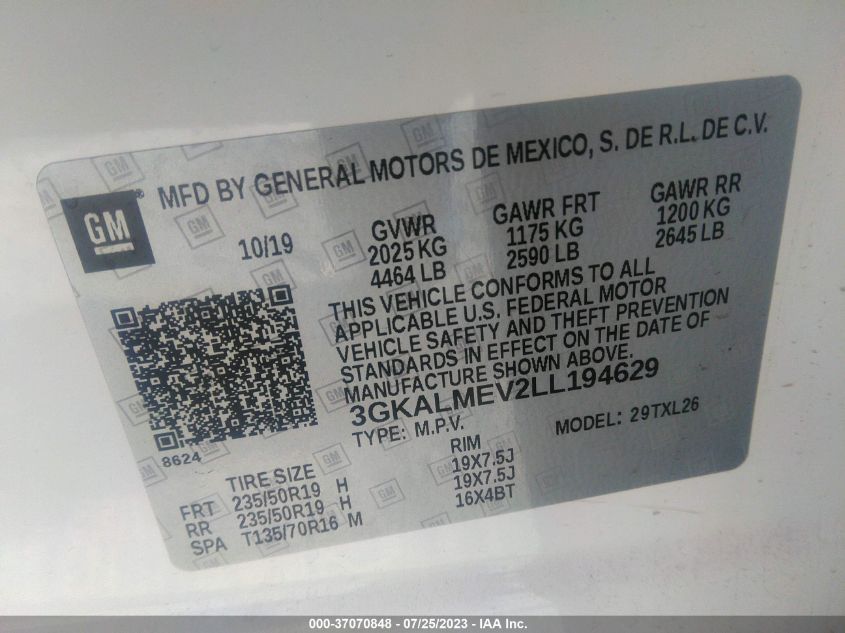 GM
MFD BY GENERAL MOTORS DE MEXICO, S. DE R.L. DE C.V.
10/19
GVWR GAWR FRT GAWR RR
2025 KG 1175 KG 1200 KG
4464 LB 2590 LB 2645 LB
THIS VEHICLE CONFORMS TO ALL
APPLICABLE U.S. FEDERAL MOTOR
VEHICLE SAFETY AND THEFT PREVENTION
STANDARDS IN EFFECT ON THE DATE OF
MANUFACTURE SHOWN ABOVE.
3GKALMEV2LL194629
TYPE: M.P.V. MODEL: 29TXL26
8624
TIRE SIZE RIM
FRT 235/50R19 H 19X7.5J
RR 235/50R19 H 19X7.5J
SPA T135/70R16 M 16X4BT
000-37070848 - 07/25/2023 - IAA Inc.